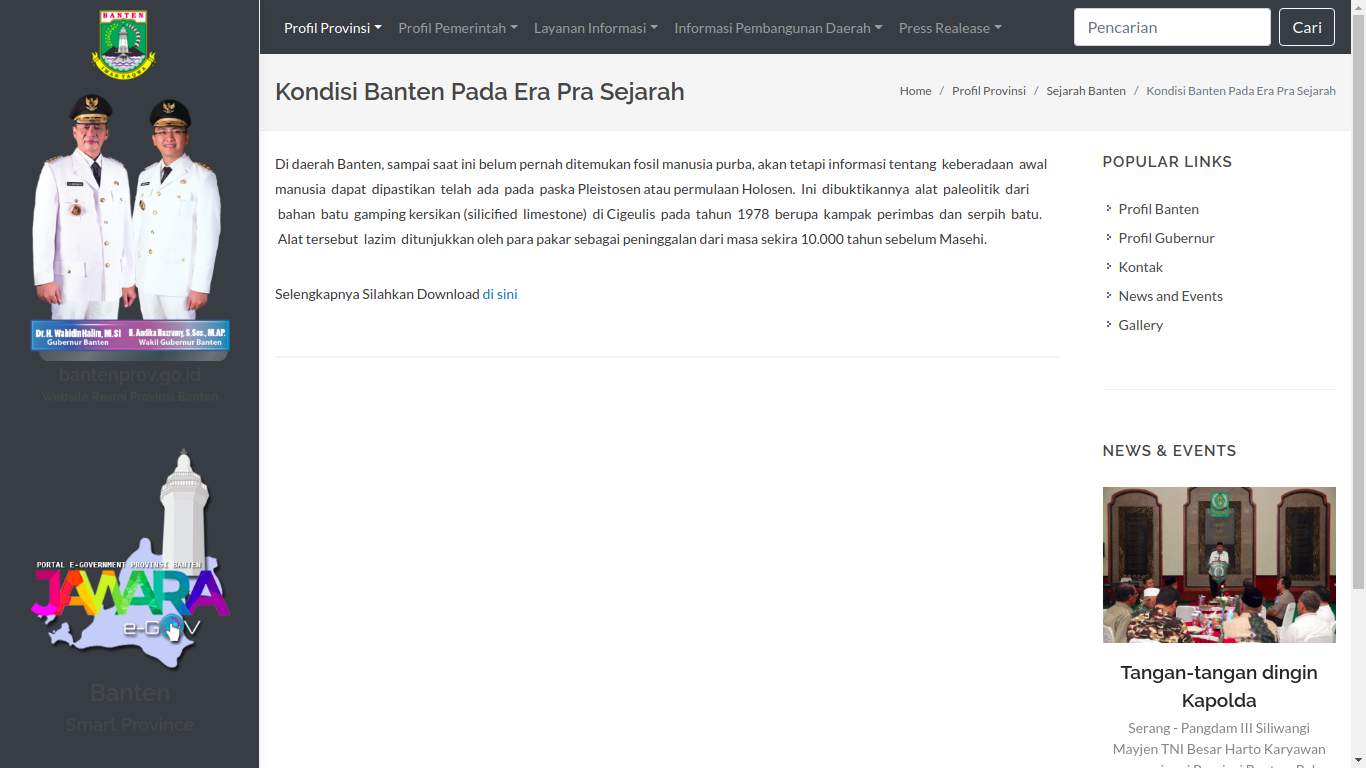 BANTEN
IMAN TAQWA
Dr. H. Wahidin Halim, M.Si
Gubernur Banten
H. Andika Hazrumy, S.Sos., M.AP.
Wakil Gubernur Banten
bantenprov.go.id
Website Resmi Provinsi Banten
PORTAL E-GOVERNMENT PROVINSI BANTEN
JAWARA
e-GOV
Banten
Smart Province
Profil Provinsi
Profil Pemerintah
Layanan Informasi
Informasi Pembangunan Daerah
Press Realease
Pencarian
Cari
Kondisi Banten Pada Era Pra Sejarah
Home / Profil Provinsi / Sejarah Banten / Kondisi Banten Pada Era Pra Sejarah
Di daerah Banten, sampai saat ini belum pernah ditemukan fosil manusia purba, akan tetapi informasi tentang keberadaan awal
manusia dapat dipastikan telah ada pada paska Pleistosen atau permulaan Holosen. Ini dibuktikannya alat paleolitik dari
bahan batu gamping kersikan (silicified limestone) di Cigeulis pada tahun 1978 berupa kampak perimbas dan serpih batu.
Alat tersebut lazim ditunjukkan oleh para pakar sebagai peninggalan dari masa sekira 10.000 tahun sebelum Masehi.
Selengkapnya Silahkan Download di sini
POPULAR LINKS
Profil Banten
Profil Gubernur
Kontak
News and Events
Gallery
NEWS & EVENTS
Tangan-tangan dingin
Kapolda
Serang - Pangdam III Siliwangi
Mayjen TNI Besar Harto Karyawan